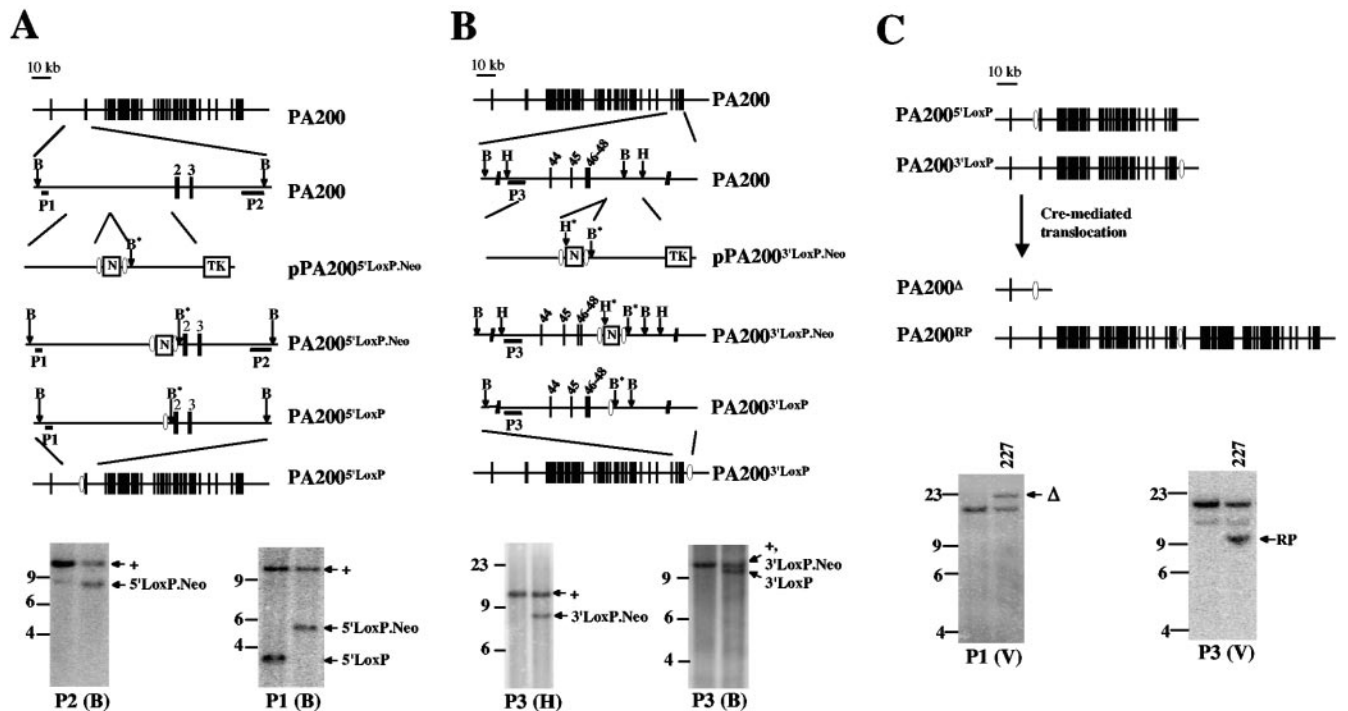 A
10 kb
PA200
B
B
2 3
PA200
P1
P2
B*
N
TK
pPA200^5'LoxP.Neo
B
B*
2 3
B
N
PA200^5'LoxP.Neo
P1
P2
B
B*
2 3
B
PA200^5'LoxP
P1
PA200^5'LoxP
9
6
4
+
5'LoxP.Neo
P2 (B)
9
6
4
+
5'LoxP.Neo
5'LoxP
P1 (B)
B
10 kb
PA200
B H 44 45 46-48 B H
PA200
P3
H* B*
N
TK
pPA200^3'LoxP.Neo
B H 44 45 46-48 H* B* B H
N
PA200^3'LoxP.Neo
P3
B 44 45 46-48 B* B
PA200^3'LoxP
P3
PA200^3'LoxP
23
9
6
+
3'LoxP.Neo
P3 (H)
9
6
4
+,
3'LoxP.Neo
3'LoxP
P3 (B)
C
10 kb
PA200^5'LoxP
PA200^3'LoxP
Cre-mediated
translocation
PA200^Δ
PA200^RP
227
23
9
6
4
Δ
P1 (V)
227
23
9
6
4
RP
P3 (V)